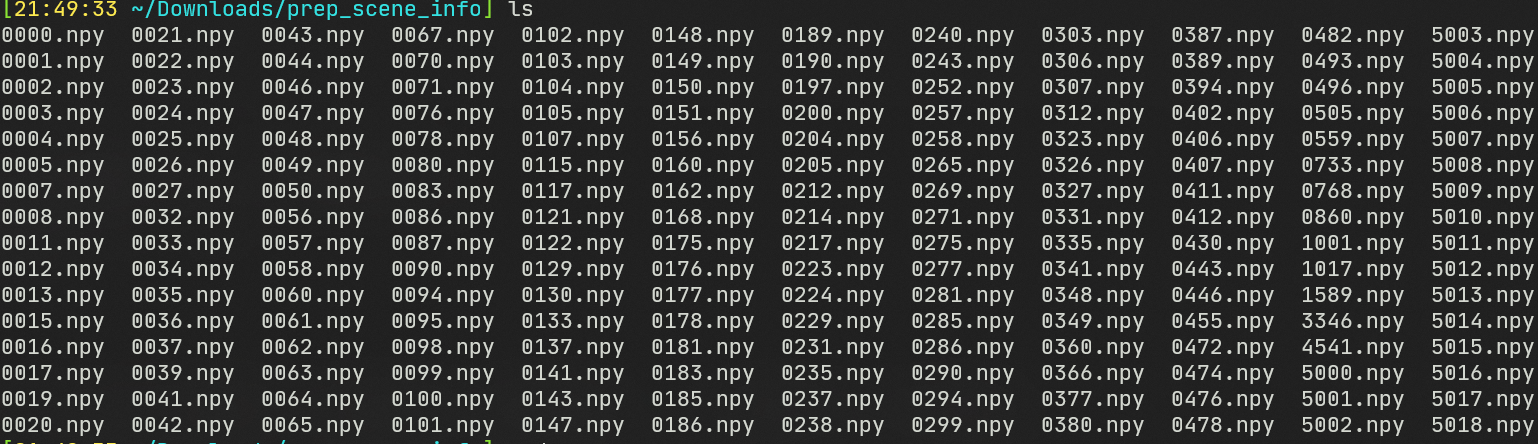 [21:49:33 ~/Downloads/prep_scene_info] ls
0000.npy  0021.npy  0043.npy  0067.npy  0102.npy  0148.npy  0189.npy  0240.npy  0303.npy  0387.npy  0482.npy  5003.npy
0001.npy  0022.npy  0044.npy  0070.npy  0103.npy  0149.npy  0190.npy  0243.npy  0306.npy  0389.npy  0493.npy  5004.npy
0002.npy  0023.npy  0046.npy  0071.npy  0104.npy  0150.npy  0197.npy  0252.npy  0307.npy  0394.npy  0496.npy  5005.npy
0003.npy  0024.npy  0047.npy  0076.npy  0105.npy  0151.npy  0200.npy  0257.npy  0312.npy  0402.npy  0505.npy  5006.npy
0004.npy  0025.npy  0048.npy  0078.npy  0107.npy  0156.npy  0204.npy  0258.npy  0323.npy  0406.npy  0559.npy  5007.npy
0005.npy  0026.npy  0049.npy  0080.npy  0115.npy  0160.npy  0205.npy  0265.npy  0326.npy  0407.npy  0733.npy  5008.npy
0007.npy  0027.npy  0050.npy  0083.npy  0117.npy  0162.npy  0212.npy  0269.npy  0327.npy  0411.npy  0768.npy  5009.npy
0008.npy  0032.npy  0056.npy  0086.npy  0121.npy  0168.npy  0214.npy  0271.npy  0331.npy  0412.npy  0860.npy  5010.npy
0011.npy  0033.npy  0057.npy  0087.npy  0122.npy  0175.npy  0217.npy  0275.npy  0335.npy  0430.npy  1001.npy  5011.npy
0012.npy  0034.npy  0058.npy  0090.npy  0129.npy  0176.npy  0223.npy  0277.npy  0341.npy  0443.npy  1017.npy  5012.npy
0013.npy  0035.npy  0060.npy  0094.npy  0130.npy  0177.npy  0224.npy  0281.npy  0348.npy  0446.npy  1589.npy  5013.npy
0015.npy  0036.npy  0061.npy  0095.npy  0133.npy  0178.npy  0229.npy  0285.npy  0349.npy  0455.npy  3346.npy  5014.npy
0016.npy  0037.npy  0062.npy  0098.npy  0137.npy  0181.npy  0231.npy  0286.npy  0360.npy  0472.npy  4541.npy  5015.npy
0017.npy  0039.npy  0063.npy  0099.npy  0141.npy  0183.npy  0235.npy  0290.npy  0366.npy  0474.npy  5000.npy  5016.npy
0019.npy  0041.npy  0064.npy  0100.npy  0143.npy  0185.npy  0237.npy  0294.npy  0377.npy  0476.npy  5001.npy  5017.npy
0020.npy  0042.npy  0065.npy  0101.npy  0147.npy  0186.npy  0238.npy  0299.npy  0380.npy  0478.npy  5002.npy  5018.npy